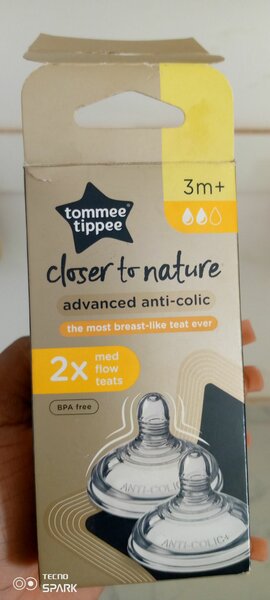 3m+
tommee
tippee
closer to nature
advanced anti-colic
the most breast-like teat ever
2x
med
flow
teats
BPA free
ANTI-COLIC+
ANTI-COLIC+
TECNO
SPARK